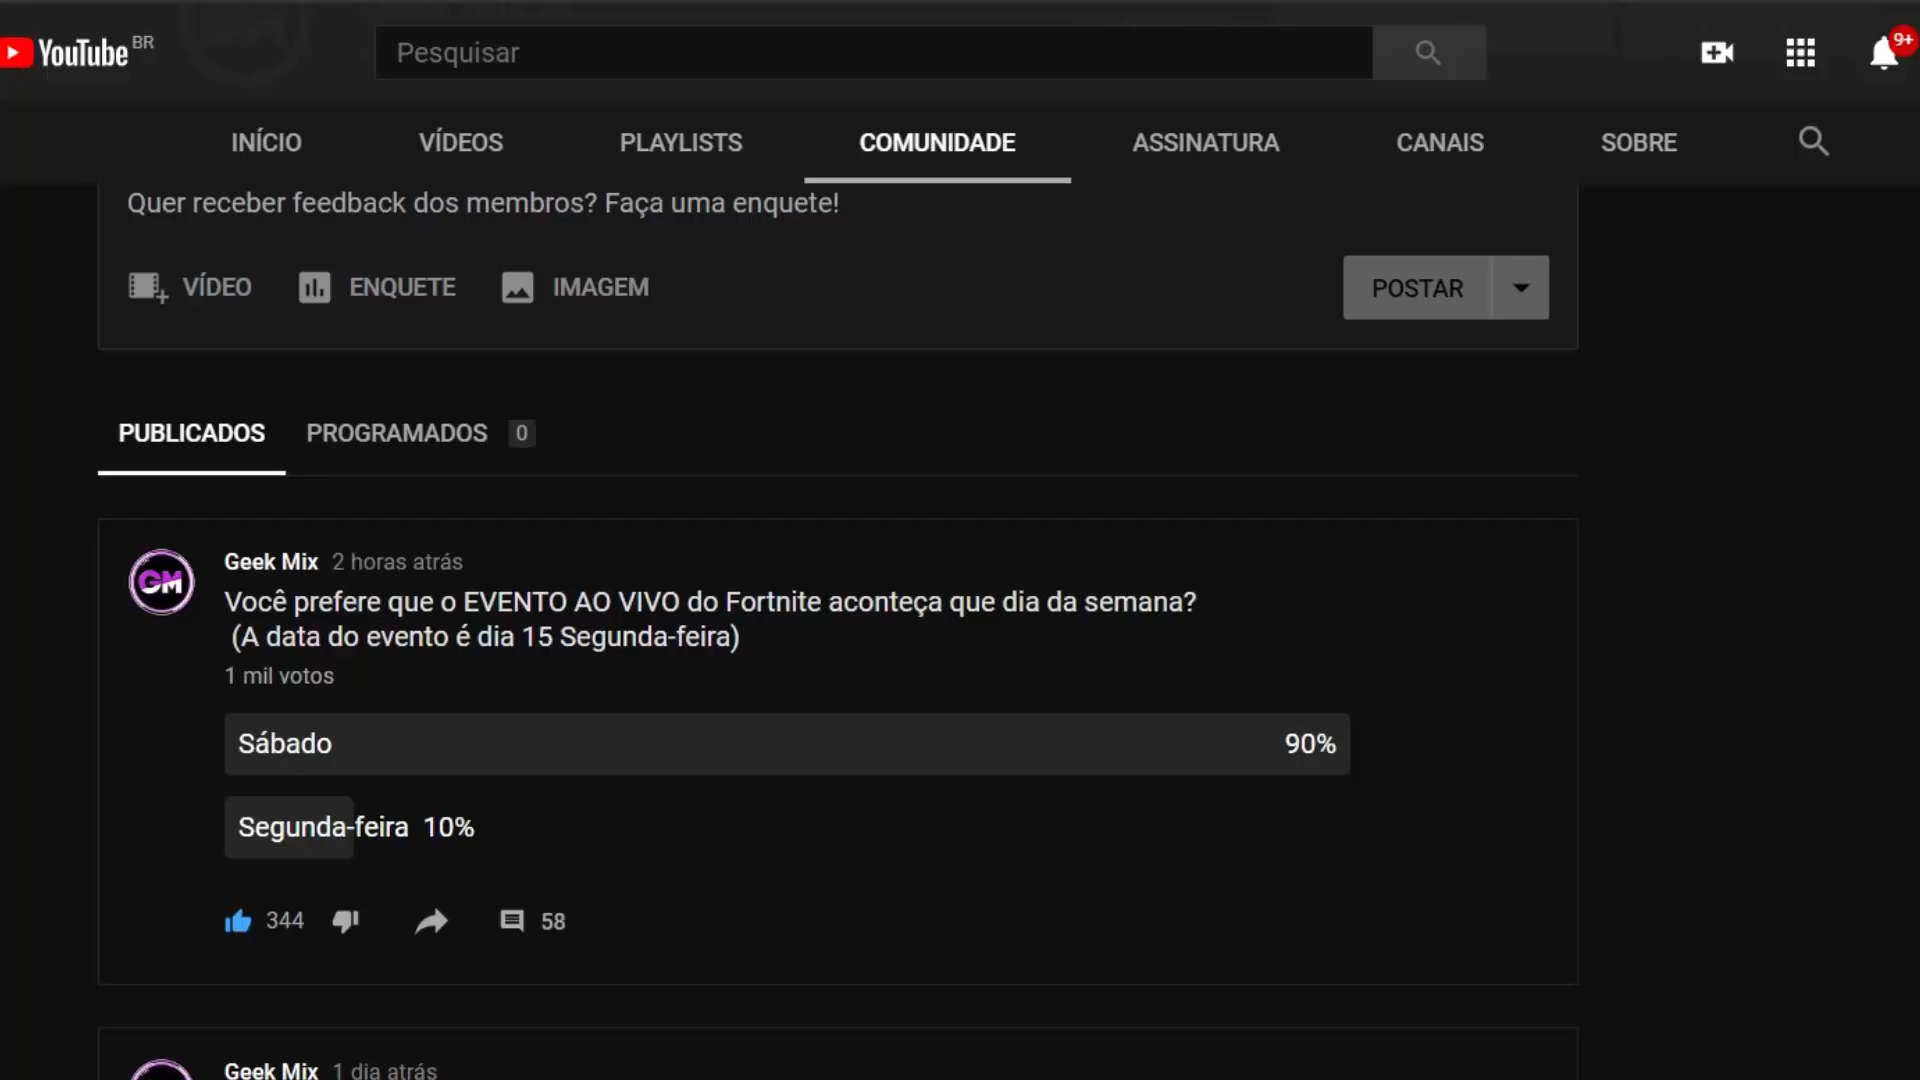 YouTube BR
Pesquisar
9+
INÍCIO VÍDEOS PLAYLISTS COMUNIDADE ASSINATURA CANAIS SOBRE
Quer receber feedback dos membros? Faça uma enquete!
VÍDEO ENQUETE IMAGEM POSTAR
PUBLICADOS PROGRAMADOS 0
GM
Geek Mix 2 horas atrás
Você prefere que o EVENTO AO VIVO do Fortnite aconteça que dia da semana?
(A data do evento é dia 15 Segunda-feira)
1 mil votos
Sábado 90%
Segunda-feira 10%
344 58
Geek Mix 1 dia atrás